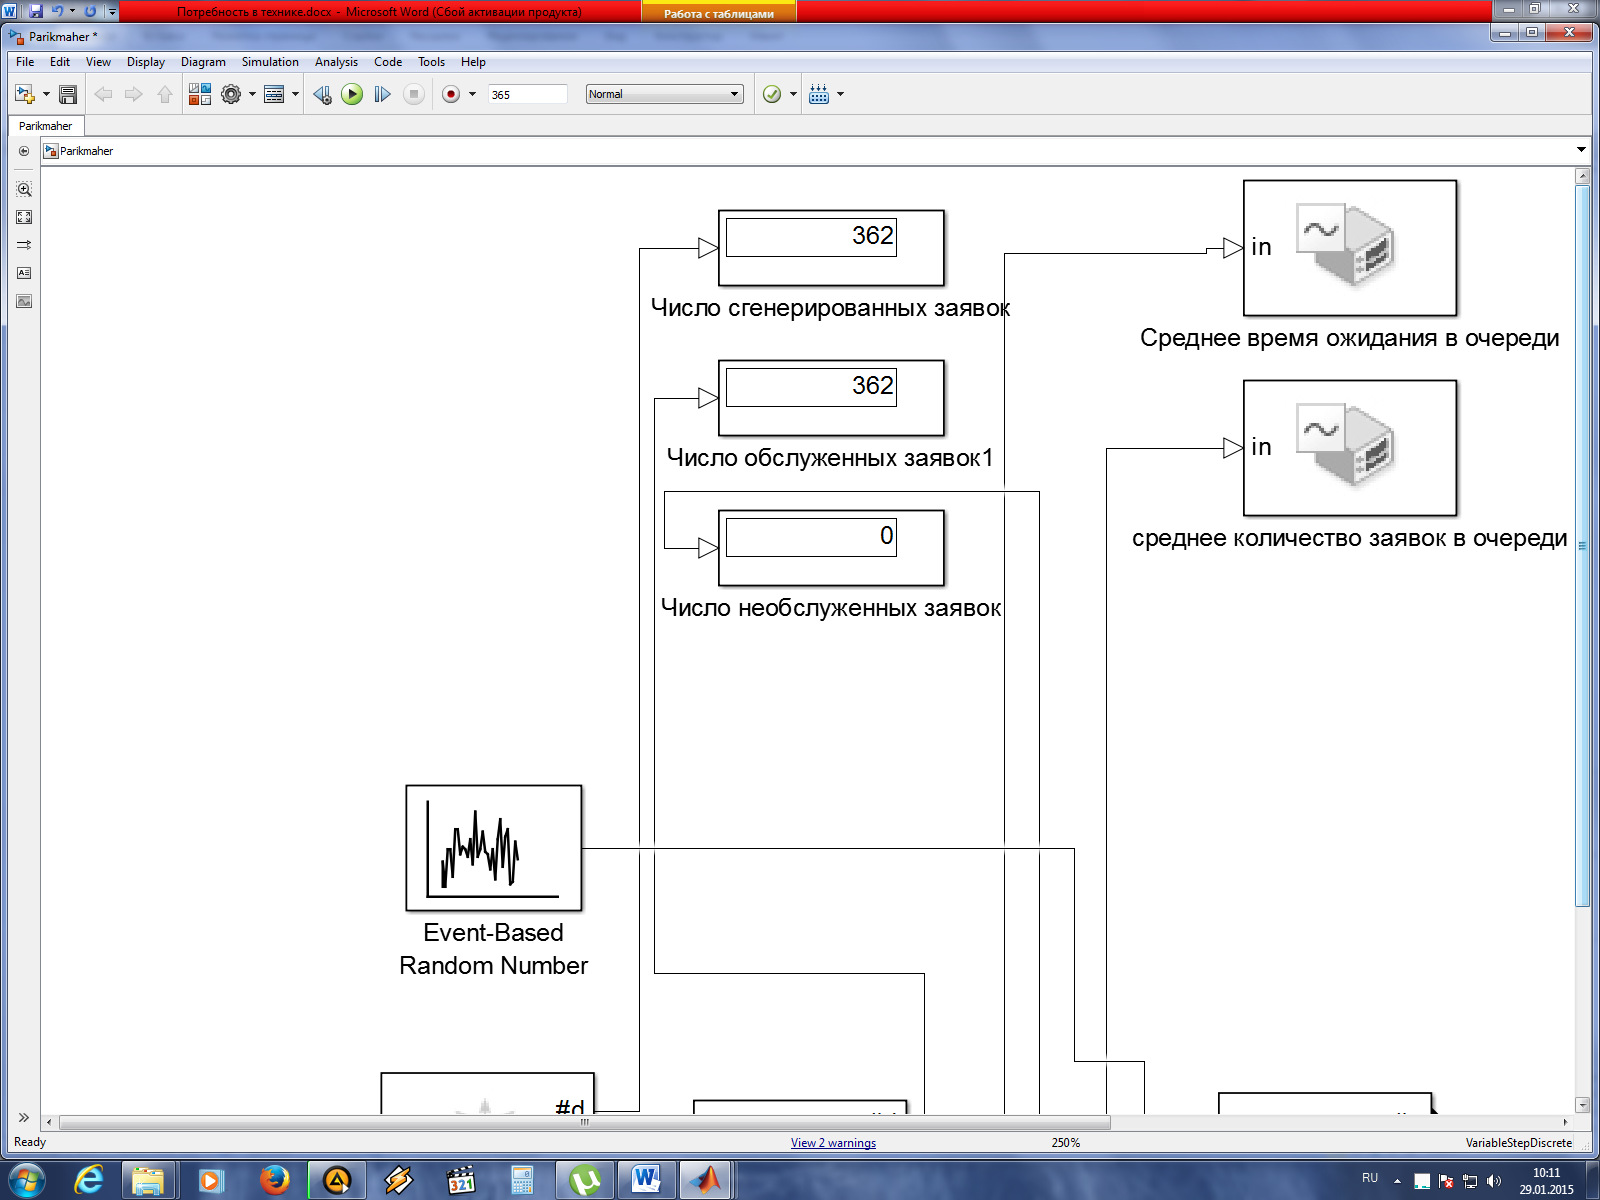 Потребность в технике.docx - Microsoft Word (Сбой активации продукта)
Работа с таблицами
Parikmaher *
File Edit View Display Diagram Simulation Analysis Code Tools Help
365
Normal
Parikmaher
Parikmaher
362
Число сгенерированных заявок
in
Среднее время ожидания в очереди
362
Число обслуженных заявок1
in
среднее количество заявок в очереди
0
Число необслуженных заявок
Event-Based
Random Number
#d
Ready
View 2 warnings
250%
VariableStepDiscrete
RU
10:11
29.01.2015